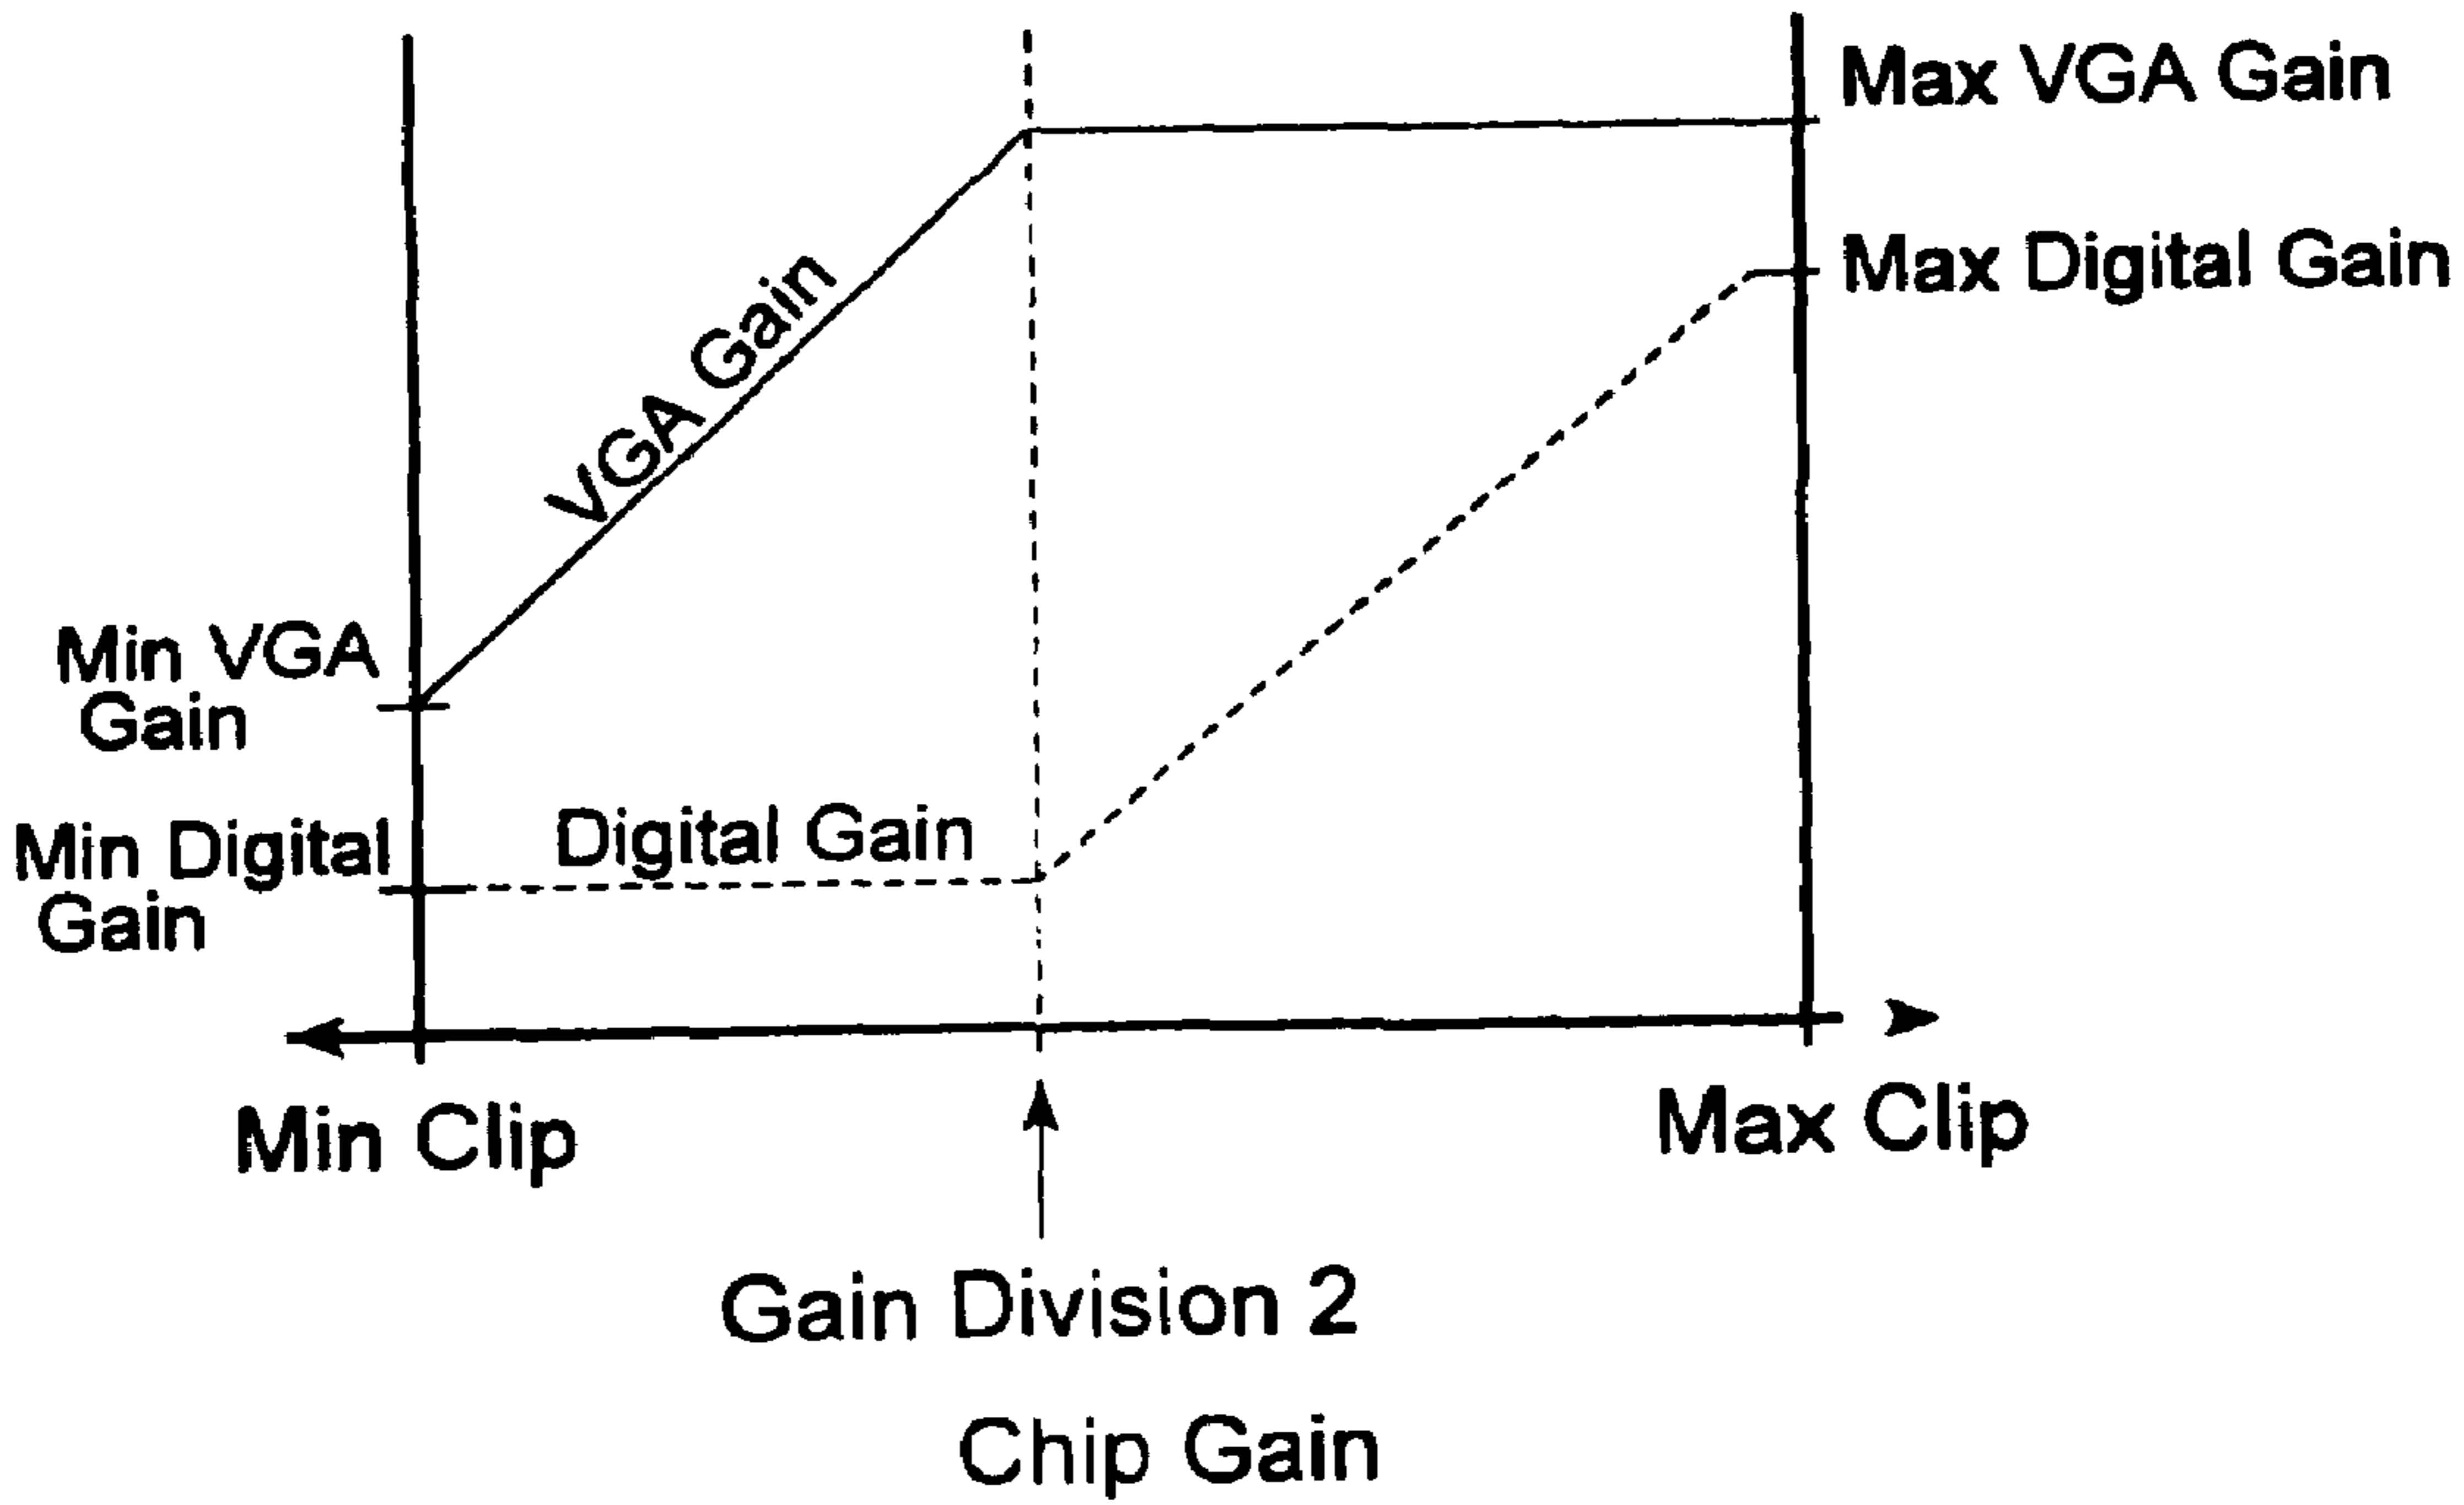 Max VGA Gain
Max Digital Gain
VGA Gain
Min VGA
Gain
Digital Gain
Min Digital
Gain
Min Clip
Max Clip
Gain Division 2
Chip Gain